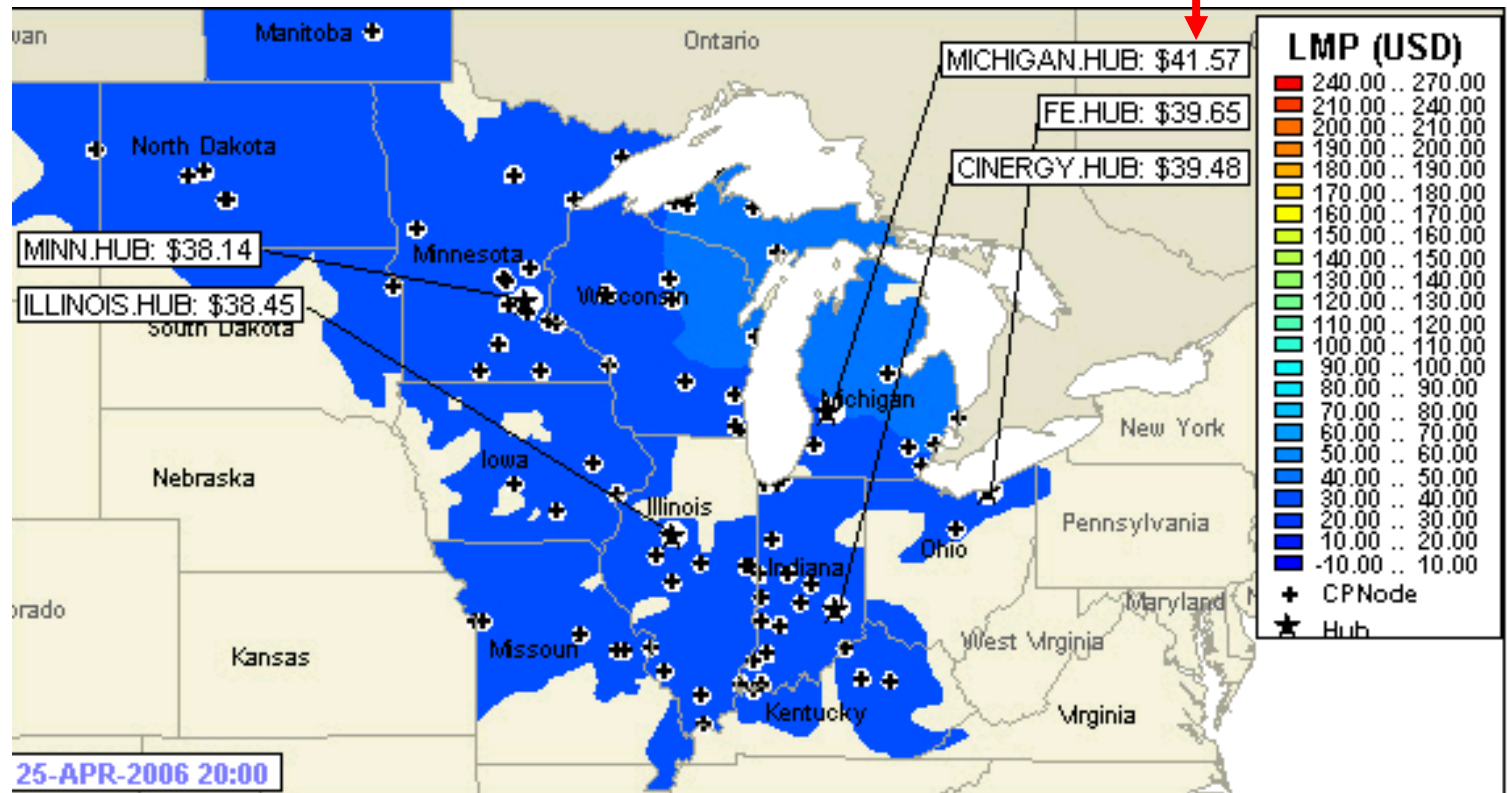 van
Manitoba
Ontario
MICHIGAN.HUB: $41.57
FE.HUB: $39.65
CINERGY.HUB: $39.48
North Dakota
MINN.HUB: $38.14
Minnesota
ILLINOIS.HUB: $38.45
South Dakota
Wisconsin
Michigan
New York
Nebraska
Iowa
Illinois
Pennsylvania
Ohio
Indiana
Maryland
orado
Kansas
Missouri
West Virginia
Kentucky
Virginia
25-APR-2006 20:00
LMP (USD)
240.00 .. 270.00
210.00 .. 240.00
200.00 .. 210.00
190.00 .. 200.00
180.00 .. 190.00
170.00 .. 180.00
160.00 .. 170.00
150.00 .. 160.00
140.00 .. 150.00
130.00 .. 140.00
120.00 .. 130.00
110.00 .. 120.00
100.00 .. 110.00
90.00 .. 100.00
80.00 .. 90.00
70.00 .. 80.00
60.00 .. 70.00
50.00 .. 60.00
40.00 .. 50.00
30.00 .. 40.00
20.00 .. 30.00
10.00 .. 20.00
-10.00 .. 10.00
CPNode
Hub